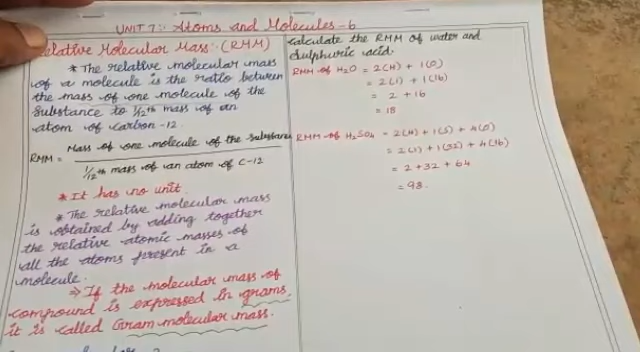 UNIT 7:- Atoms and Molecules-6
Relative Molecular Mass:- (RMM)
* The relative molecular mass
of a molecule is the ratio between
the mass of one molecule of the
substance to 1/12th mass of an
atom of carbon-12.
RMM = Mass of one molecule of the substance
1/12th mass of an atom of C-12
* It has no unit.
* The relative molecular mass
is obtained by adding together
the relative atomic masses of
all the atoms present in a
molecule.
⇒ If the molecular mass of
compound is expressed in grams,
it is called Gram molecular mass.
Calculate the RMM of water and
Sulphuric acid.
RMM of H2O = 2(H) + 1(O)
= 2(1) + 1(16)
= 2 + 16
= 18
RMM of H2SO4 = 2(H) + 1(S) + 4(O)
= 2(1) + 1(32) + 4(16)
= 2 + 32 + 64
= 98.